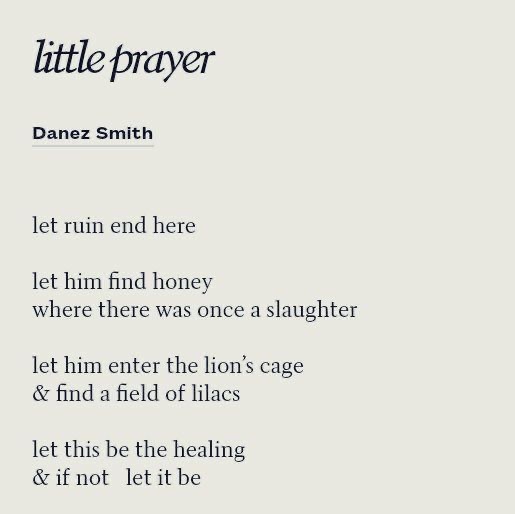 little prayer
Danez Smith
let ruin end here
let him find honey
where there was once a slaughter
let him enter the lion’s cage
& find a field of lilacs
let this be the healing
& if not   let it be